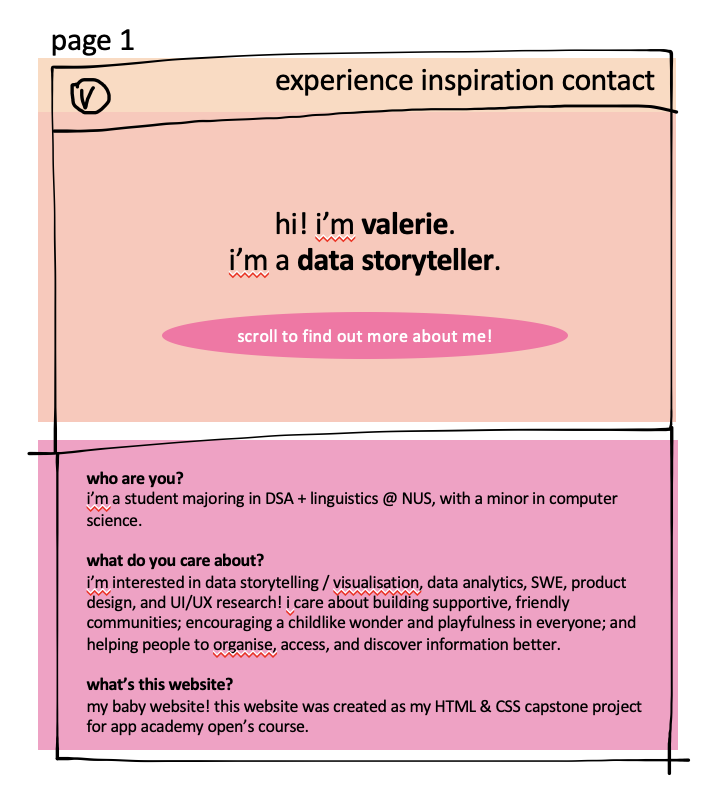 page 1
V
experience inspiration contact
hi! i’m valerie.
i’m a data storyteller.
scroll to find out more about me!
who are you?
i’m a student majoring in DSA + linguistics @ NUS, with a minor in computer
science.
what do you care about?
i’m interested in data storytelling / visualisation, data analytics, SWE, product
design, and UI/UX research! i care about building supportive, friendly
communities; encouraging a childlike wonder and playfulness in everyone; and
helping people to organise, access, and discover information better.
what’s this website?
my baby website! this website was created as my HTML & CSS capstone project
for app academy open’s course.